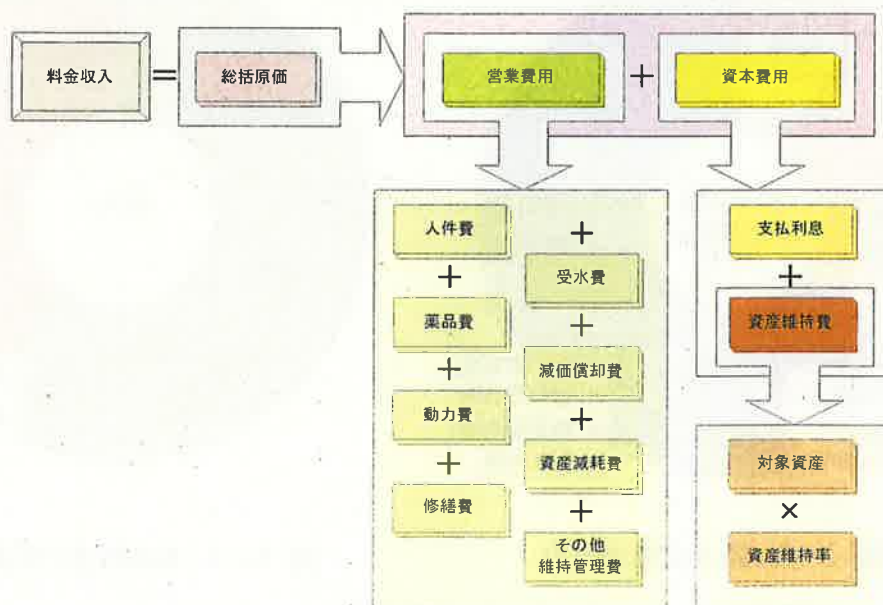 料金収入
=
総括原価
営業費用
+
資本費用
人件費
+
薬品費
+
動力費
+
修繕費
+
受水費
+
減価償却費
+
資産減耗費
+
その他
維持管理費
支払利息
+
資産維持費
対象資産
×
資産維持率